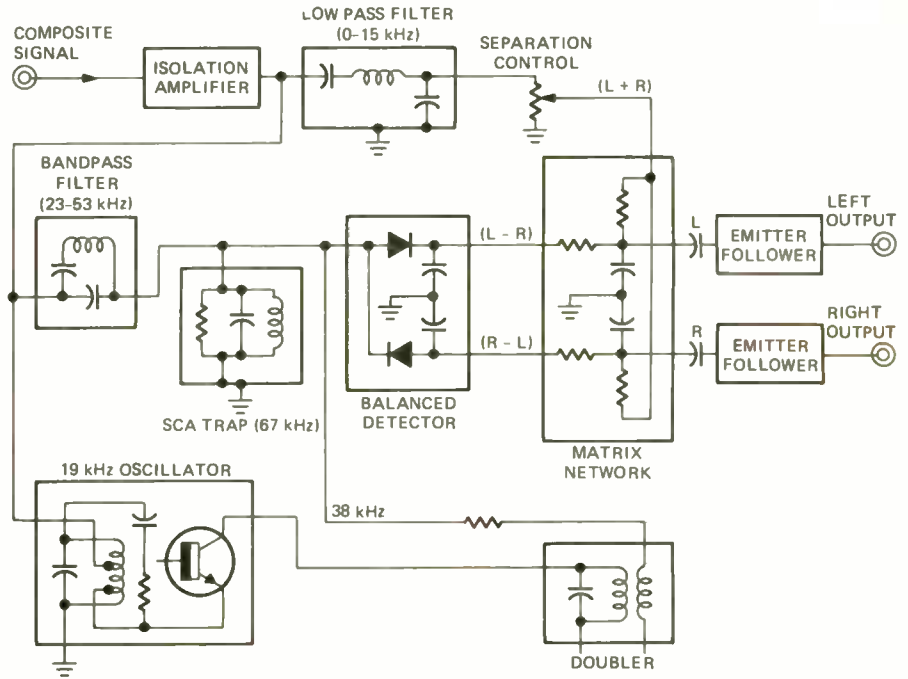 LOW PASS FILTER
(0-15 kHz)
COMPOSITE
SIGNAL
ISOLATION
AMPLIFIER
SEPARATION
CONTROL
(L + R)
BANDPASS
FILTER
(23-53 kHz)
(L - R)
L
LEFT
OUTPUT
EMITTER
FOLLOWER
(R - L)
R
RIGHT
OUTPUT
EMITTER
FOLLOWER
BALANCED
DETECTOR
SCA TRAP (67 kHz)
MATRIX
NETWORK
19 kHz OSCILLATOR
38 kHz
DOUBLER